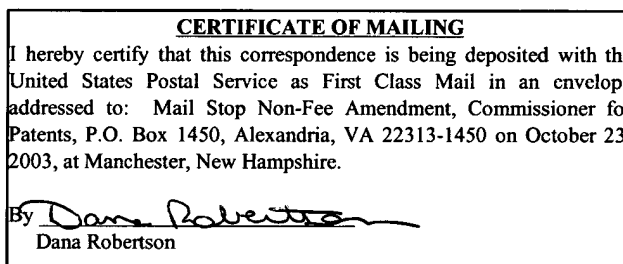 CERTIFICATE OF MAILING
I hereby certify that this correspondence is being deposited with th
United States Postal Service as First Class Mail in an envelop
addressed to: Mail Stop Non-Fee Amendment, Commissioner fo
Patents, P.O. Box 1450, Alexandria, VA 22313-1450 on October 23
2003, at Manchester, New Hampshire.
By Dana Robertson
Dana Robertson